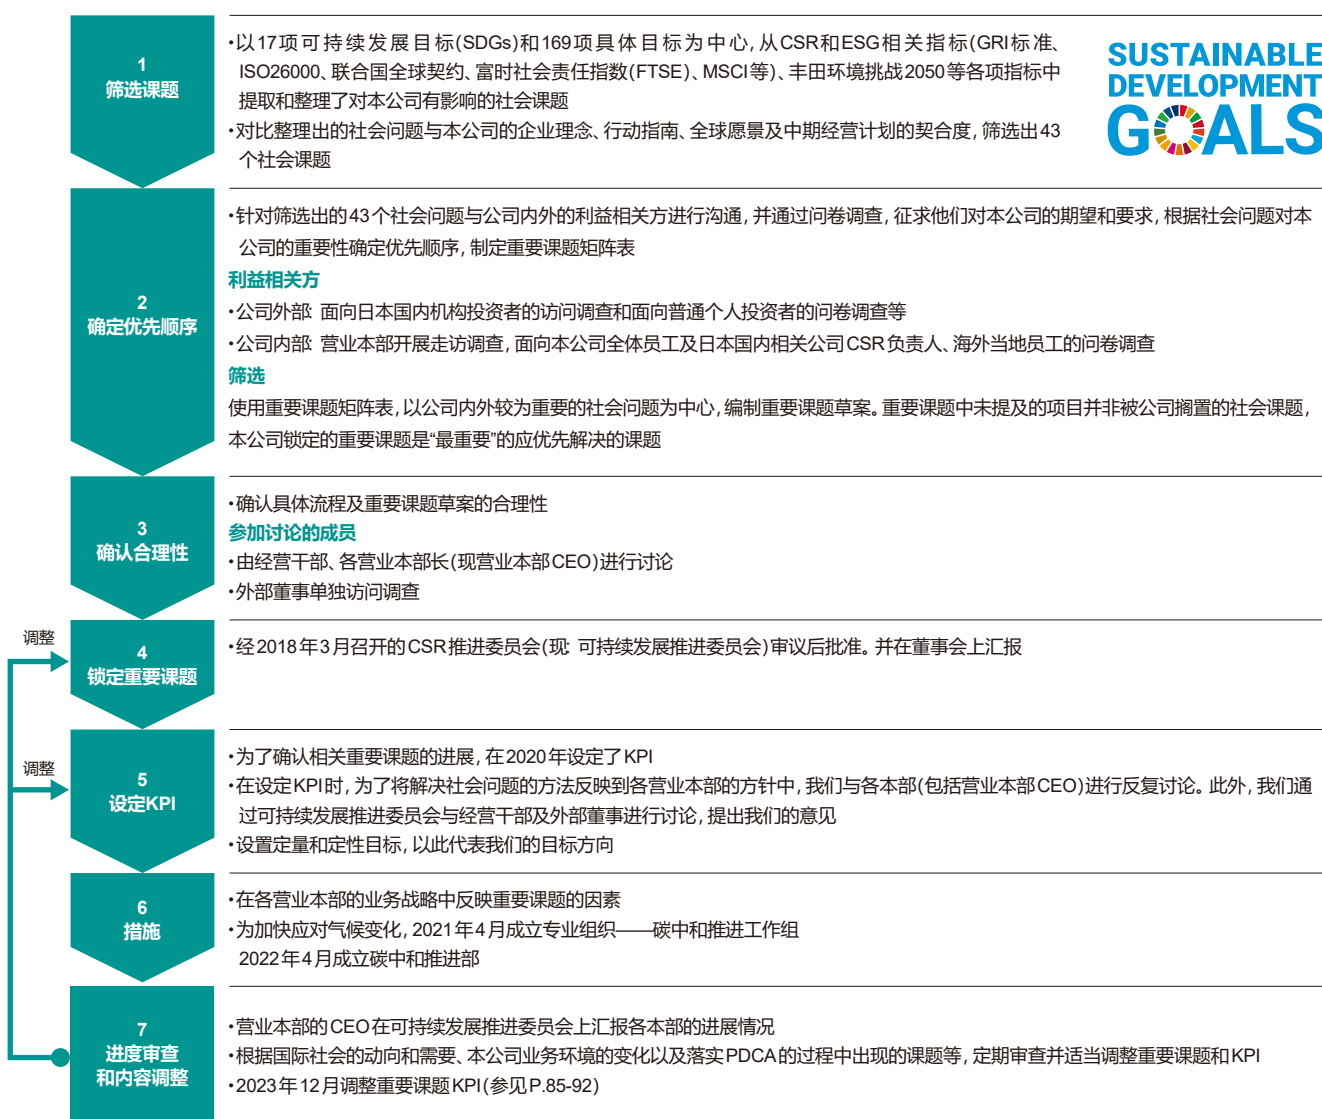 1
筛选课题
•以17项可持续发展目标(SDGs)和169项具体目标为中心,从CSR和ESG相关指标(GRI标准、
ISO26000、联合国全球契约、富时社会责任指数(FTSE)、MSCI等)、丰田环境挑战2050等各项指标中
提取和整理了对本公司有影响的社会课题
•对比整理出的社会问题与本公司的企业理念、行动指南、全球愿景及中期经营计划的契合度,筛选出43
个社会课题
SUSTAINABLE
DEVELOPMENT
GOALS
2
确定优先顺序
•针对筛选出的43个社会问题与公司内外的利益相关方进行沟通,并通过问卷调查,征求他们对本公司的期望和要求,根据社会问题对本
公司的重要性确定优先顺序,制定重要课题矩阵表
利益相关方
•公司外部: 面向日本国内机构投资者的访问调查和面向普通个人投资者的问卷调查等
•公司内部: 营业本部开展走访调查,面向本公司全体员工及日本国内相关公司CSR负责人、海外当地员工的问卷调查
筛选
使用重要课题矩阵表,以公司内外较为重要的社会问题为中心,编制重要课题草案。重要课题中未提及的项目并非被公司搁置的社会课题,
本公司锁定的重要课题是“最重要”的应优先解决的课题
3
确认合理性
•确认具体流程及重要课题草案的合理性
参加讨论的成员
•由经营干部、各营业本部长(现营业本部CEO)进行讨论
•外部董事单独访问调查
调整
4
锁定重要课题
•经2018年3月召开的CSR推进委员会(现: 可持续发展推进委员会)审议后批准。并在董事会上汇报
调整
5
设定KPI
•为了确认相关重要课题的进展,在2020年设定了KPI
•在设定KPI时,为了将解决社会问题的方法反映到各营业本部的方针中,我们与各本部(包括营业本部CEO)进行反复讨论。此外,我们通
过可持续发展推进委员会与经营干部及外部董事进行讨论,提出我们的意见
•设置定量和定性目标,以此代表我们的目标方向
6
措施
•在各营业本部的业务战略中反映重要课题的因素
•为加快应对气候变化,2021年4月成立专业组织——碳中和推进工作组
2022年4月成立碳中和推进部
7
进度审查
和内容调整
•营业本部的CEO在可持续发展推进委员会上汇报各本部的进展情况
•根据国际社会的动向和需要、本公司业务环境的变化以及落实PDCA的过程中出现的课题等,定期审查并适当调整重要课题和KPI
•2023年12月调整重要课题KPI(参见P.85-92)